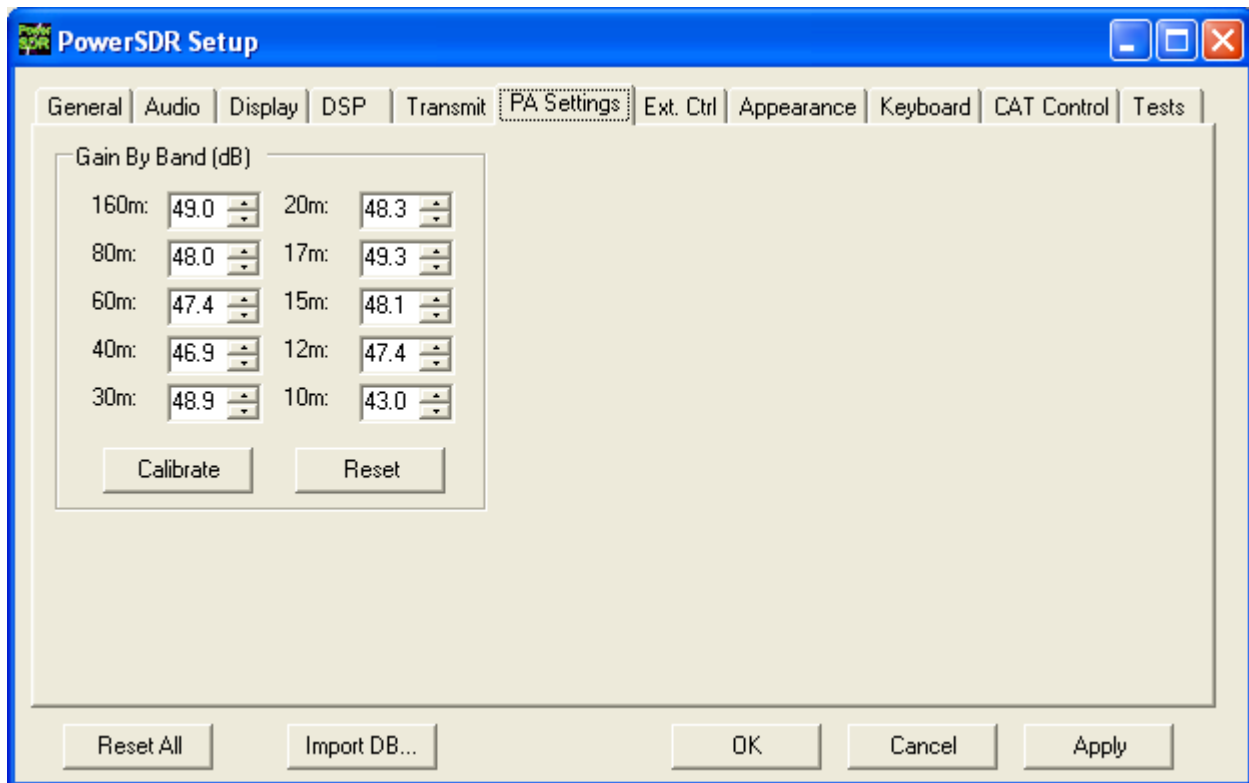 Power SDR PowerSDR Setup
General Audio Display DSP Transmit PA Settings Ext. Ctrl Appearance Keyboard CAT Control Tests
Gain By Band (dB)
160m: 49.0 20m: 48.3
80m: 48.0 17m: 49.3
60m: 47.4 15m: 48.1
40m: 46.9 12m: 47.4
30m: 48.9 10m: 43.0
Calibrate Reset
Reset All Import DB... OK Cancel Apply